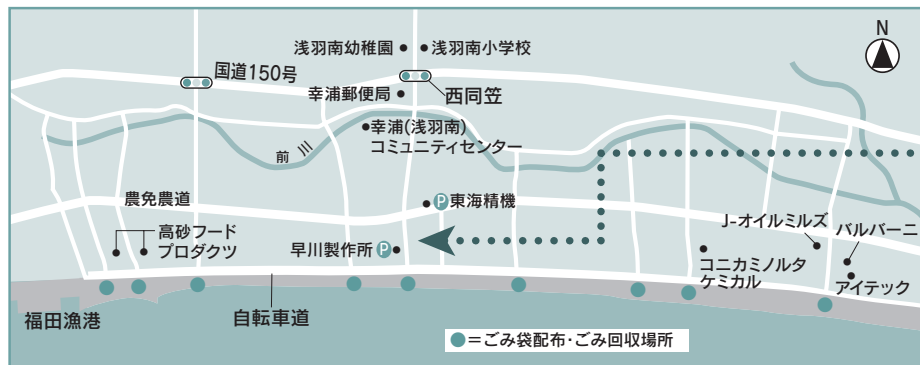 N
浅羽南幼稚園
浅羽南小学校
国道150号
幸浦郵便局
西同笠
幸浦(浅羽南)
コミュニティセンター
前川
農免農道
P 東海精機
高砂フード
プロダクツ
早川製作所 P
J-オイルミルズ
バルバーニ
コニカミノルタ
ケミカル
アイテック
福田漁港
自転車道
●=ごみ袋配布・ごみ回収場所